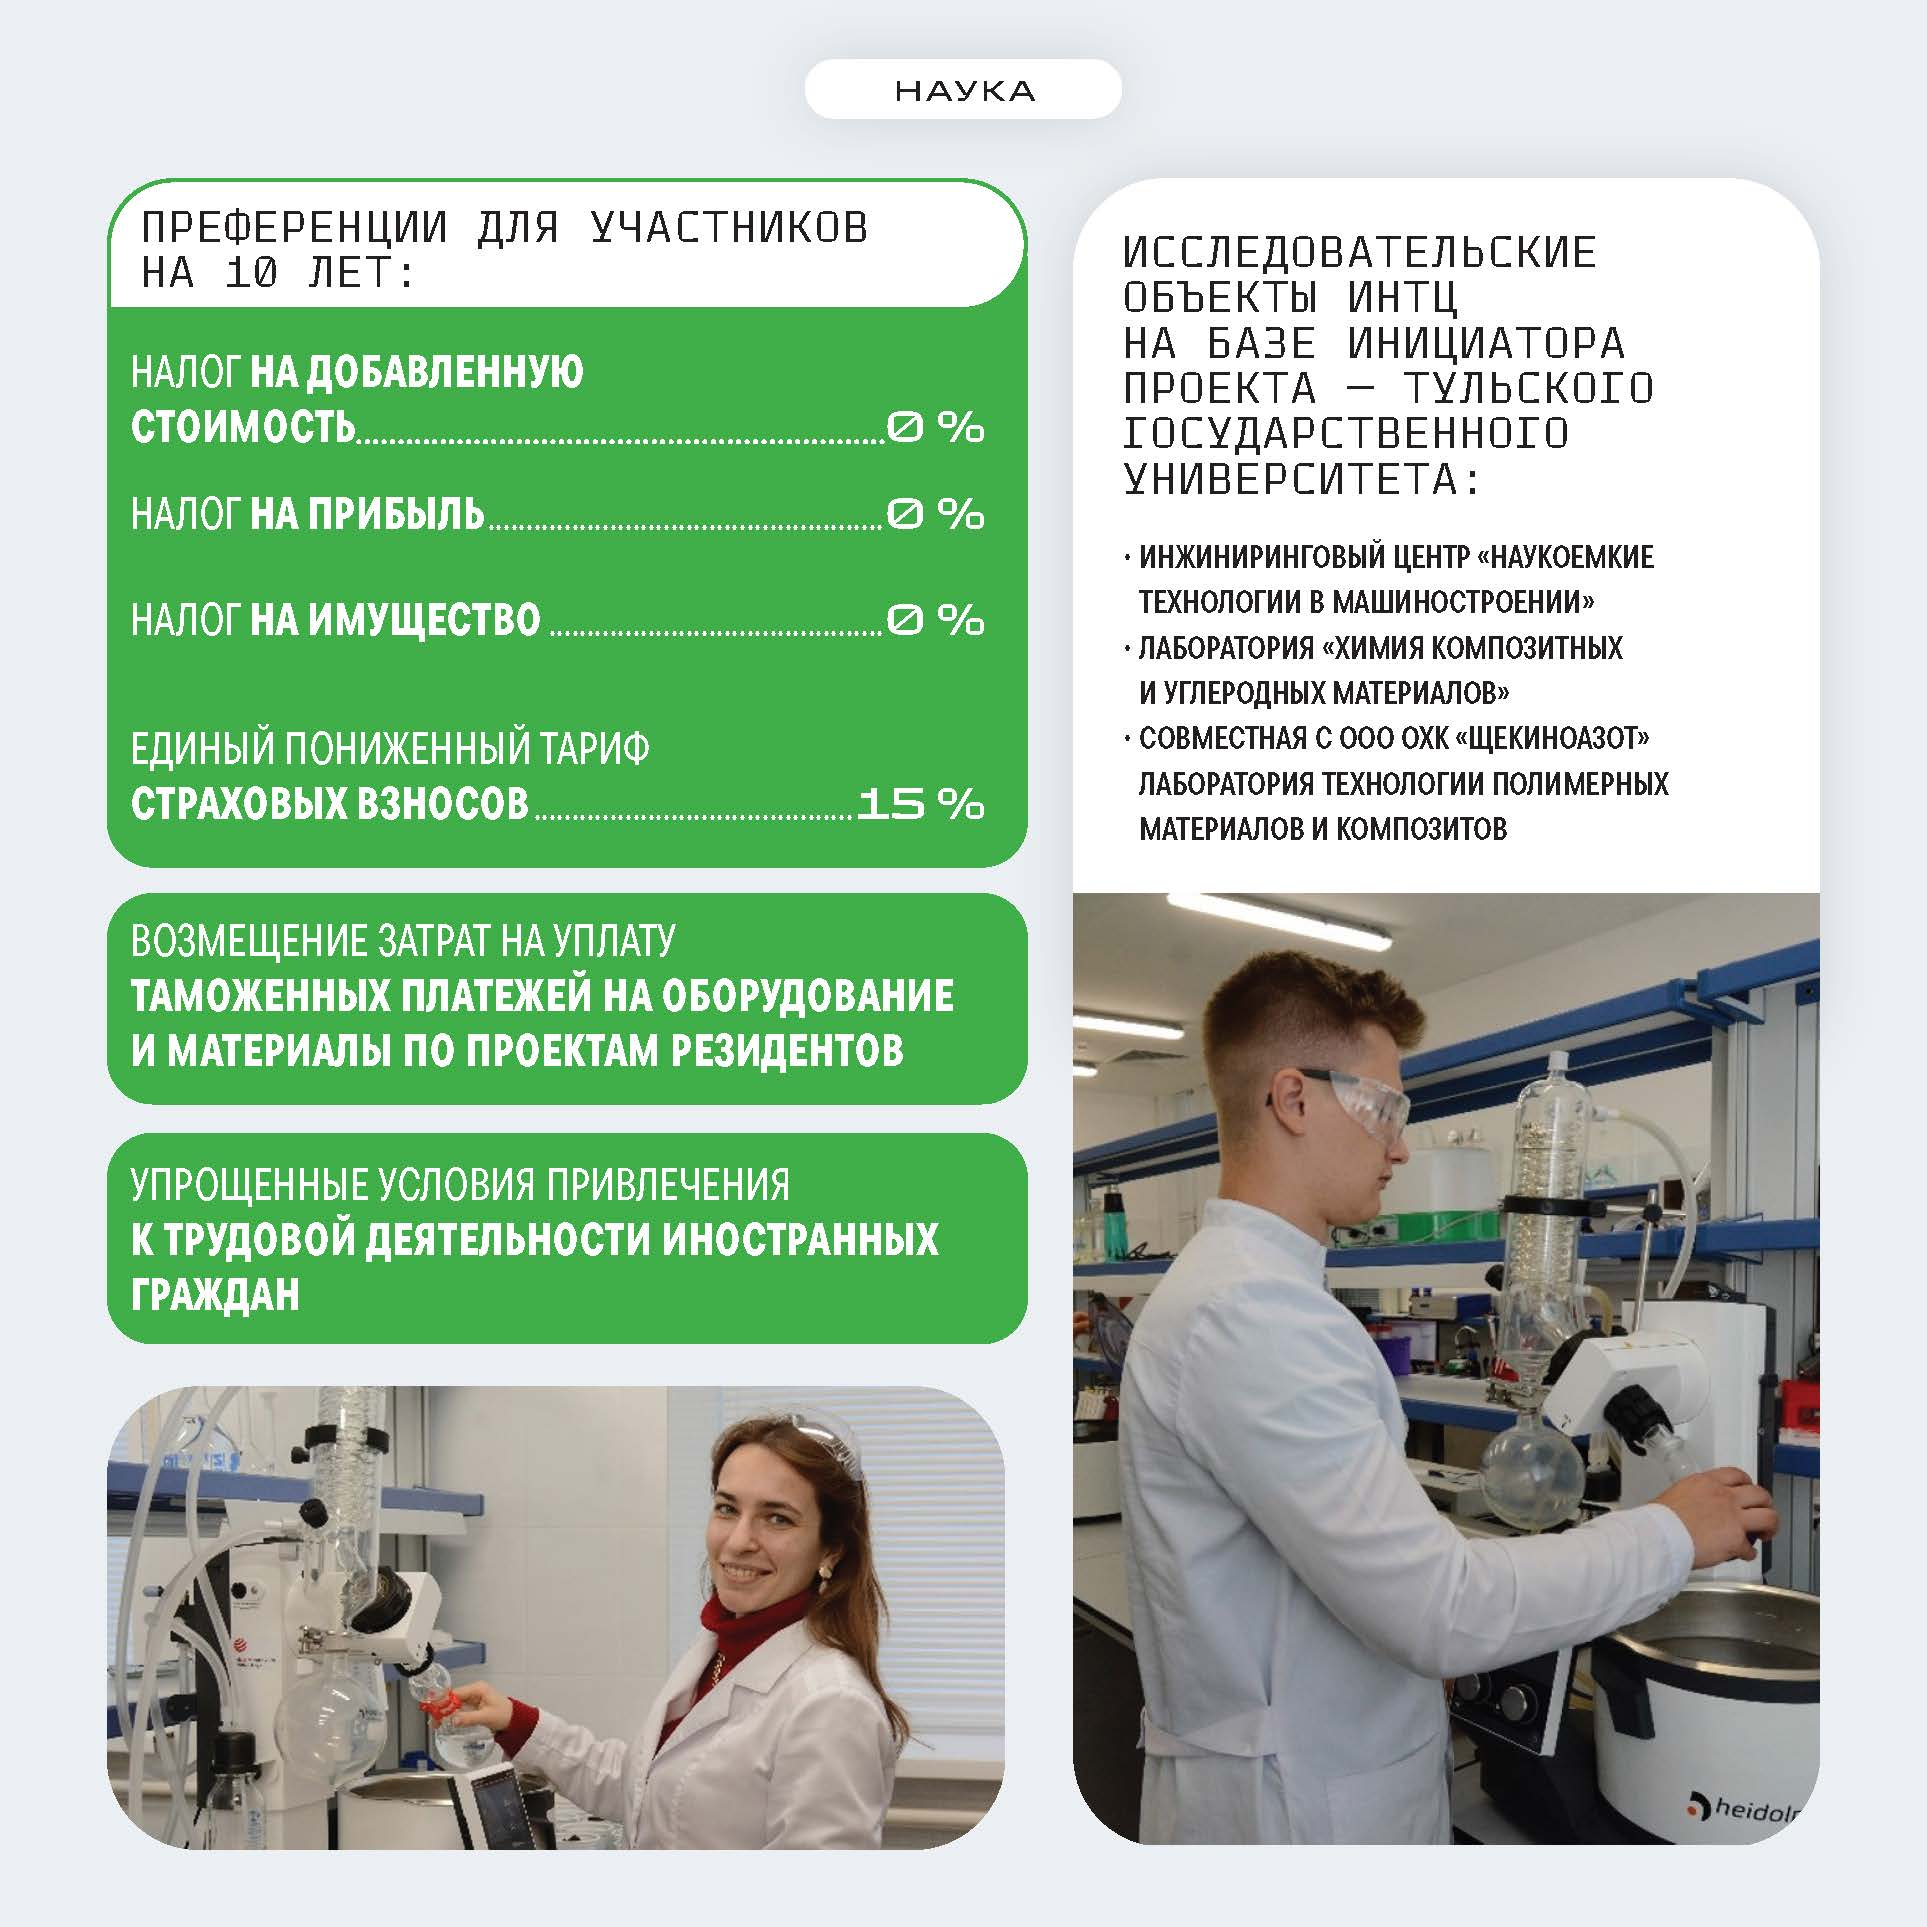 НАУКА
ПРЕФЕРЕНЦИИ ДЛЯ УЧАСТНИКОВ
НА 10 ЛЕТ:
НАЛОГ НА ДОБАВЛЕННУЮ
СТОИМОСТЬ 0 %
НАЛОГ НА ПРИБЫЛЬ 0 %
НАЛОГ НА ИМУЩЕСТВО 0 %
ЕДИНЫЙ ПОНИЖЕННЫЙ ТАРИФ
СТРАХОВЫХ ВЗНОСОВ 15 %
ВОЗМЕЩЕНИЕ ЗАТРАТ НА УПЛАТУ
ТАМОЖЕННЫХ ПЛАТЕЖЕЙ НА ОБОРУДОВАНИЕ
И МАТЕРИАЛЫ ПО ПРОЕКТАМ РЕЗИДЕНТОВ
УПРОЩЕННЫЕ УСЛОВИЯ ПРИВЛЕЧЕНИЯ
К ТРУДОВОЙ ДЕЯТЕЛЬНОСТИ ИНОСТРАННЫХ
ГРАЖДАН
ИССЛЕДОВАТЕЛЬСКИЕ
ОБЪЕКТЫ ИНТЦ
НА БАЗЕ ИНИЦИАТОРА
ПРОЕКТА — ТУЛЬСКОГО
ГОСУДАРСТВЕННОГО
УНИВЕРСИТЕТА:
• ИНЖИНИРИНГОВЫЙ ЦЕНТР «НАУКОЕМКИЕ
ТЕХНОЛОГИИ В МАШИНОСТРОЕНИИ»
• ЛАБОРАТОРИЯ «ХИМИЯ КОМПОЗИТНЫХ
И УГЛЕРОДНЫХ МАТЕРИАЛОВ»
• СОВМЕСТНАЯ С ООО ОХК «ЩЕКИНОАЗОТ»
ЛАБОРАТОРИЯ ТЕХНОЛОГИИ ПОЛИМЕРНЫХ
МАТЕРИАЛОВ И КОМПОЗИТОВ
heidol